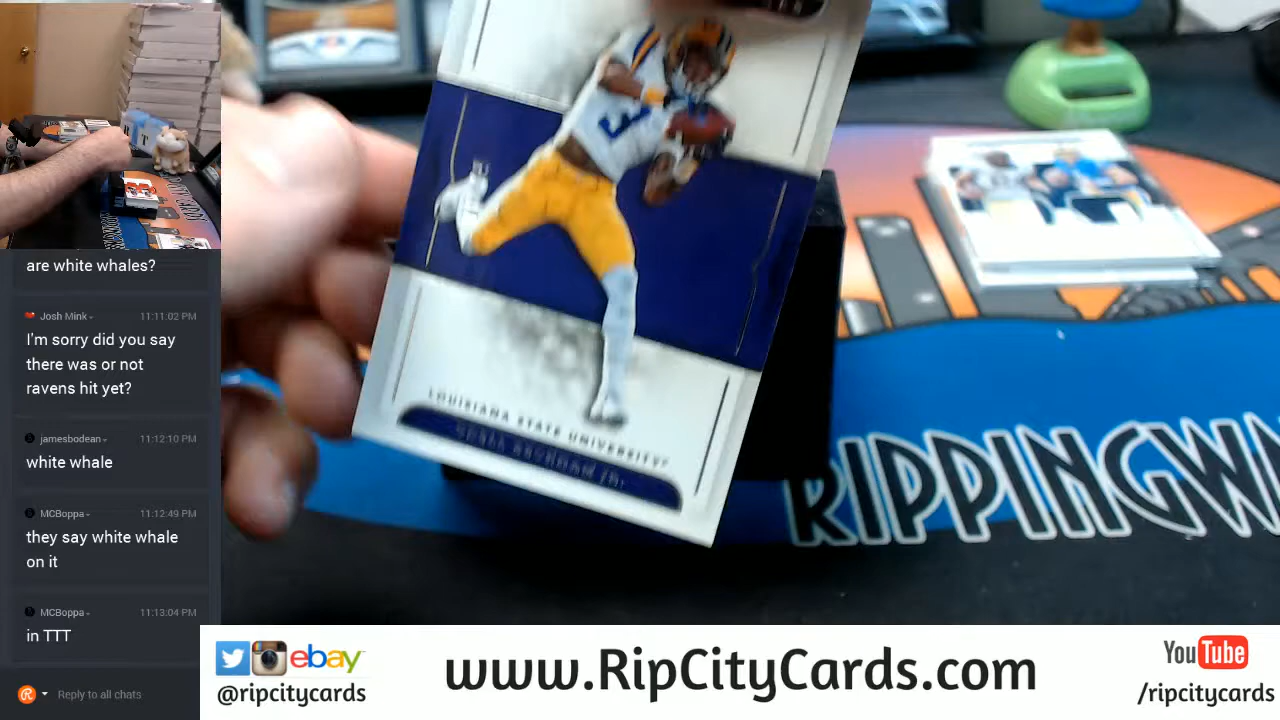 are white whales?
Josh Mink
11:11:02 PM
I'm sorry did you say
there was or not
ravens hit yet?
jamesbodean
11:12:10 PM
white whale
MCBoppa
11:12:49 PM
they say white whale
on it
MCBoppa
11:13:04 PM
in TTT
Reply to all chats
3
LOUISIANA STATE UNIVERSITY
RIPPINGW
ebay
@ripcitycards
www.RipCityCards.com
YouTube
/ripcitycards